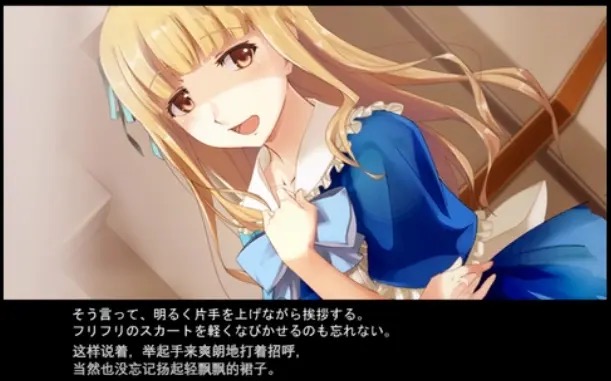 そう言って、明るく片手を上げながら挨拶する。
フリフリのスカートを軽くなびかせるのも忘れない。
这样说着，举起手来爽朗地打着招呼，
当然也没忘记扬起轻飘飘的裙子。